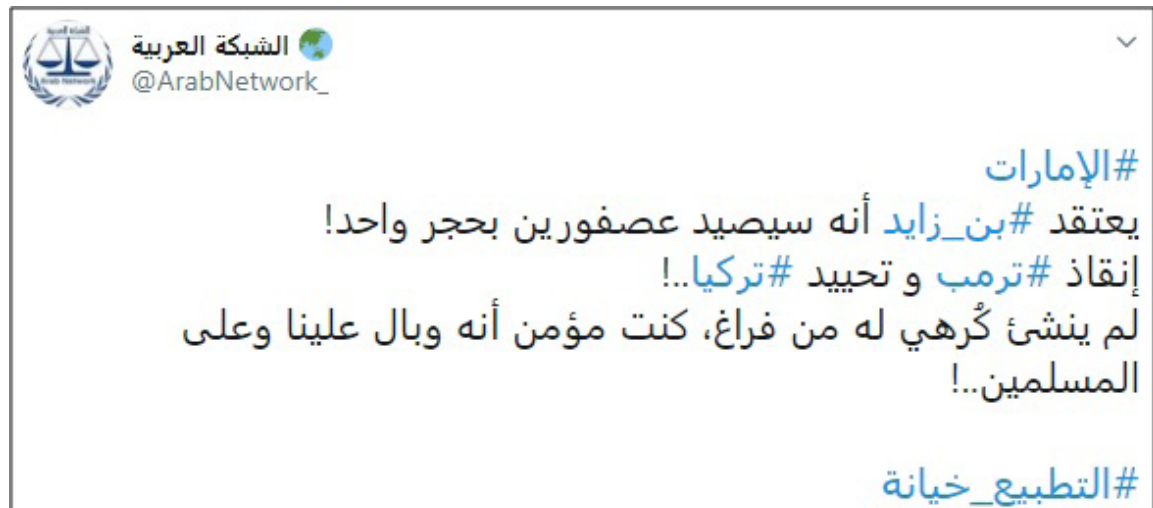 الشبكة العربية
@ArabNetwork_
#الإمارات
يعتقد #بن_زايد أنه سيصيد عصفورين بحجر واحد!
إنقاذ #ترمب و تحييد #تركيا..!
لم ينشئ كُرهي له من فراغ، كنت مؤمن أنه وبال علينا وعلى
المسلمين..!
#التطبيع_خيانة